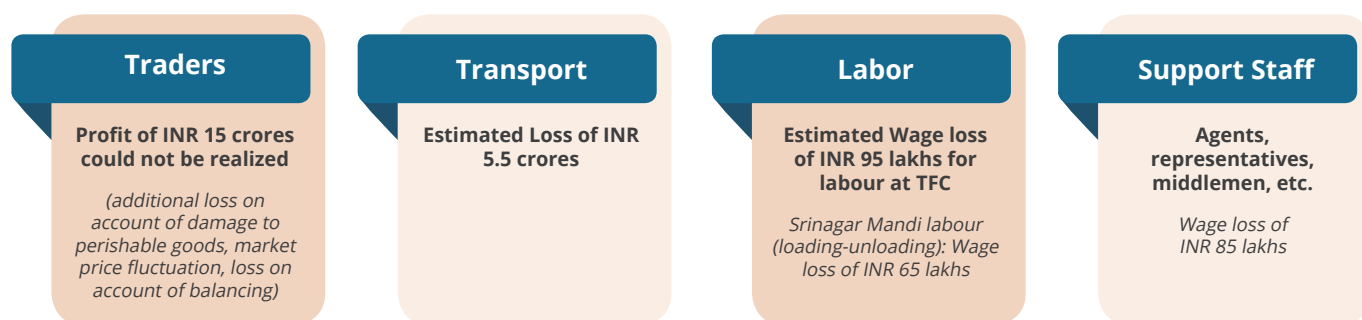 Traders
Profit of INR 15 crores
could not be realized
(additional loss on
account of damage to
perishable goods, market
price fluctuation, loss on
account of balancing)
Transport
Estimated Loss of INR
5.5 crores
Labor
Estimated Wage loss
of INR 95 lakhs for
labour at TFC
Srinagar Mandi labour
(loading-unloading): Wage
loss of INR 65 lakhs
Support Staff
Agents,
representatives,
middlemen, etc.
Wage loss of
INR 85 lakhs